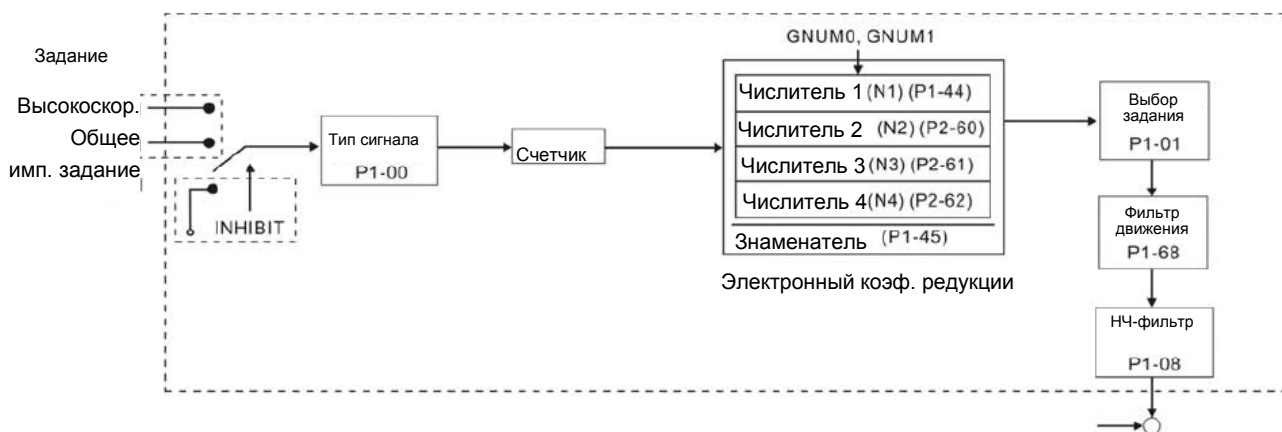 Задание
Высокоскор.
Общее
имп. задание
INHIBIT
Тип сигнала
P1-00
Счетчик
GNUM0, GNUM1
Числитель 1 (N1) (P1-44)
Числитель 2 (N2) (P2-60)
Числитель 3 (N3) (P2-61)
Числитель 4 (N4) (P2-62)
Знаменатель (P1-45)
Электронный коэф. редукции
Выбор
задания
P1-01
Фильтр
движения
P1-68
НЧ-фильтр
P1-08